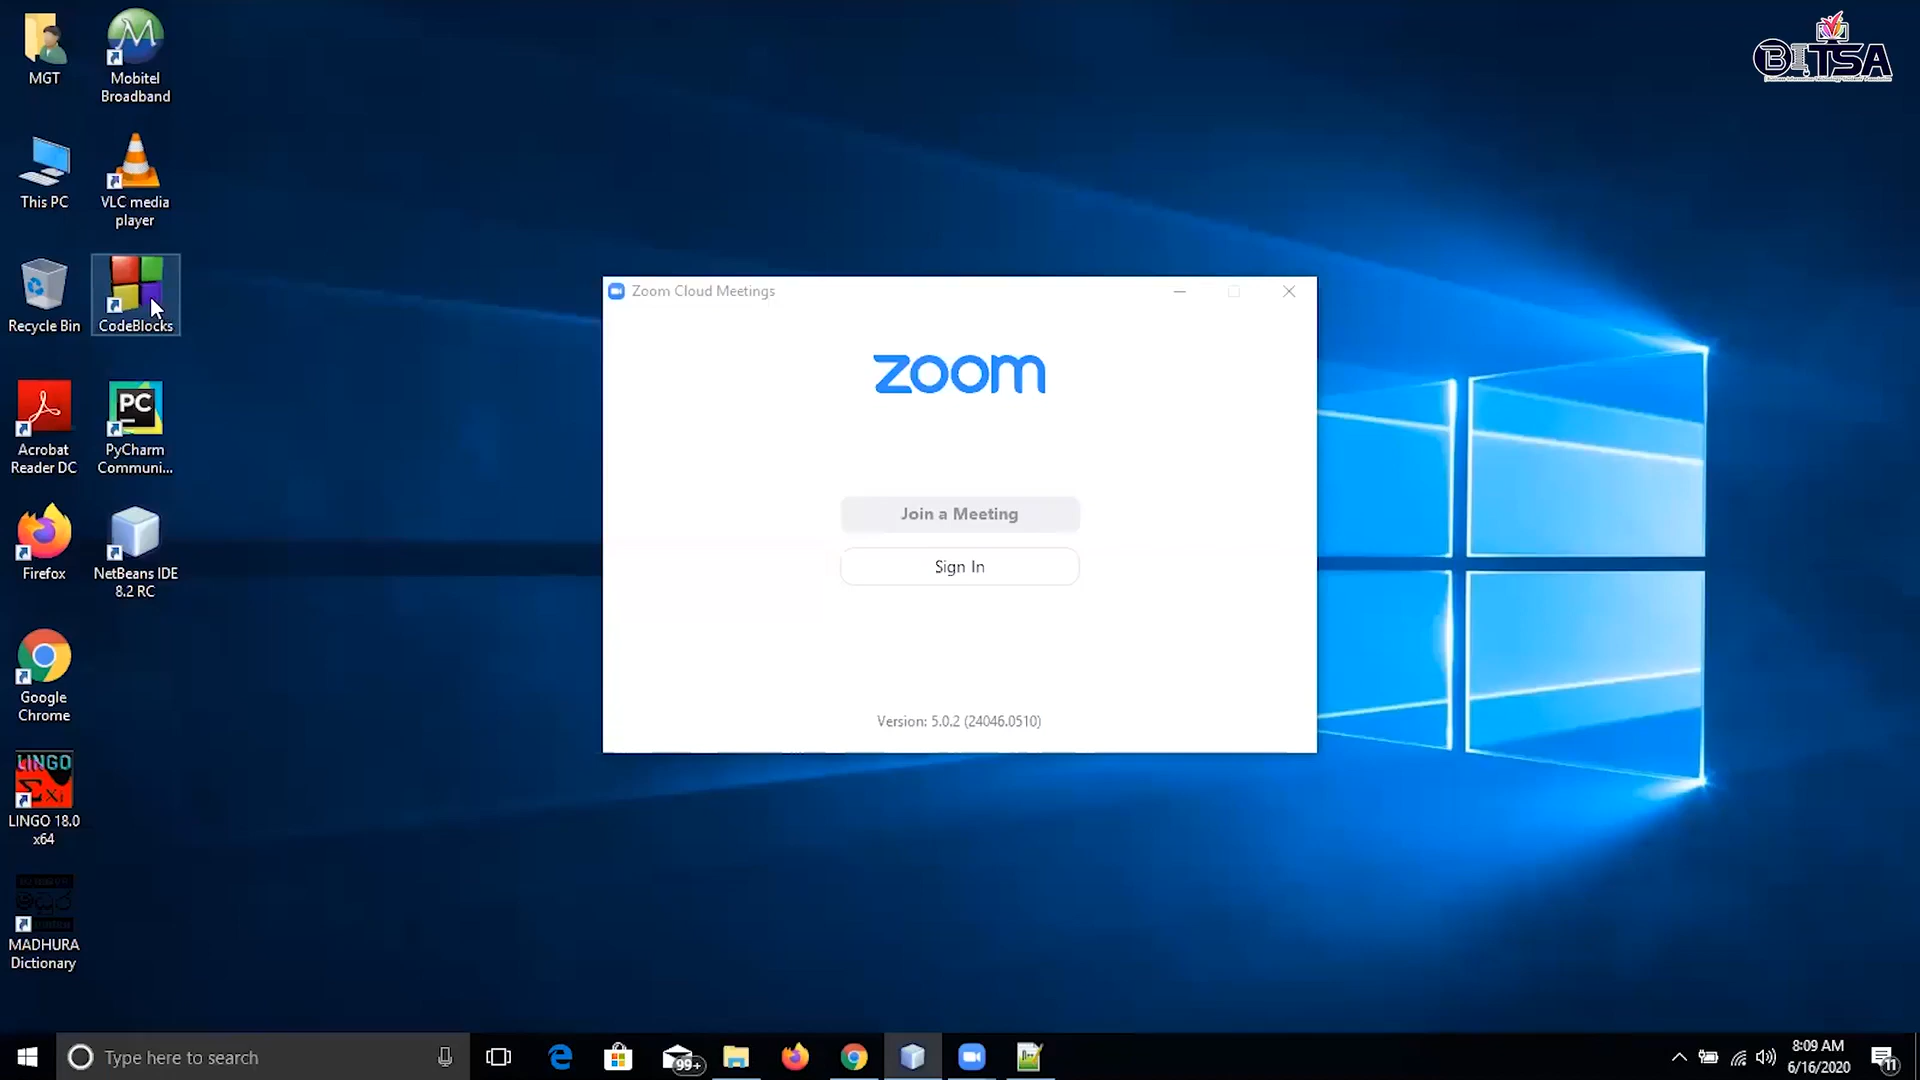 MGT
Mobitel
Broadband
This PC
VLC media
player
Recycle Bin
CodeBlocks
Acrobat
Reader DC
PC
PyCharm
Communi...
Firefox
NetBeans IDE
8.2 RC
Google
Chrome
LINGO
LINGO 18.0
x64
MADHURA
Dictionary
BITSA
Zoom Cloud Meetings
zoom
Join a Meeting
Sign In
Version: 5.0.2 (24046.0510)
Type here to search
99+
8:09 AM
6/16/2020
11